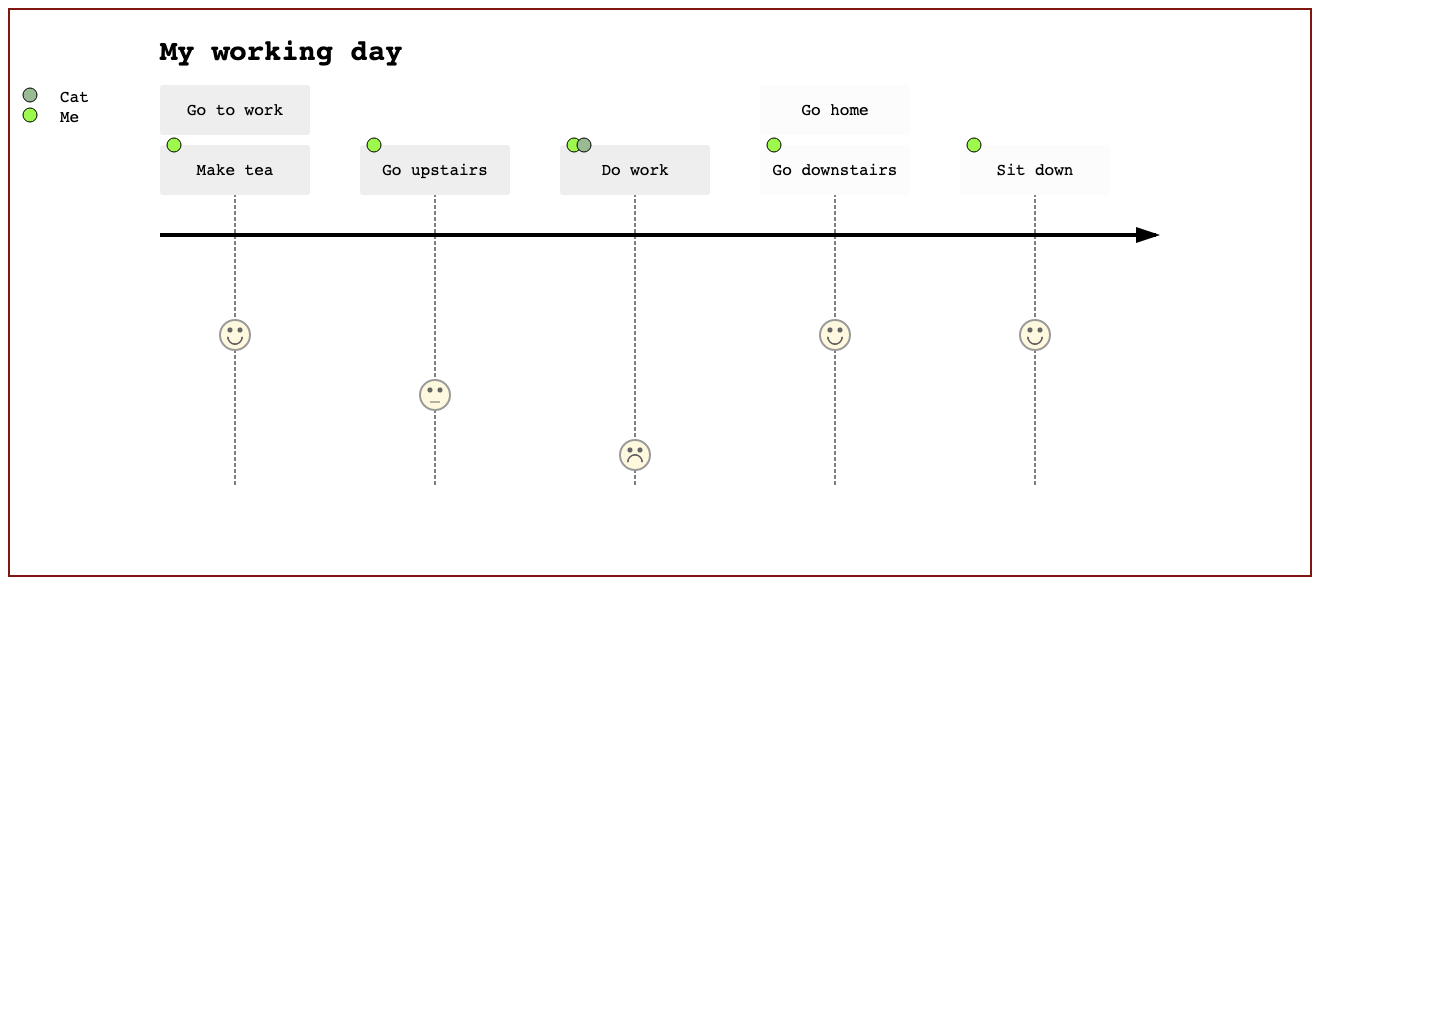 My working day
Cat
Me
Go to work
Go home
Make tea
Go upstairs
Do work
Go downstairs
Sit down